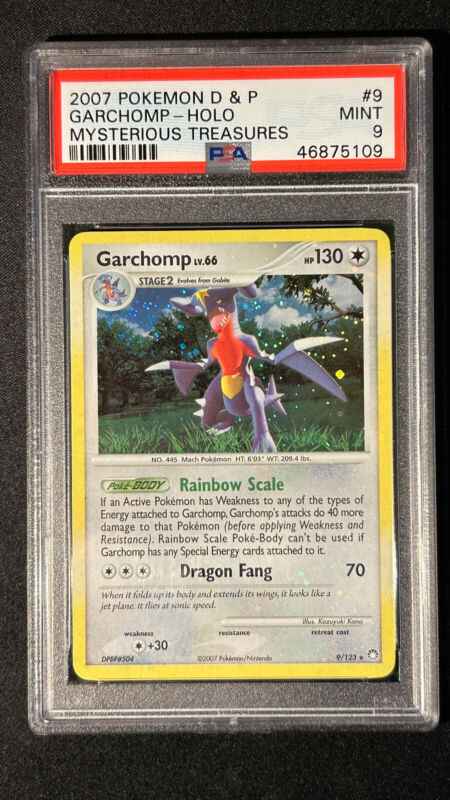 2007 POKEMON D & P #9
GARCHOMP-HOLO MINT
MYSTERIOUS TREASURES 9
PSA 46875109
Garchomp LV.66 HP 130
STAGE2 Evolves from Gabite
NO. 445 Mach Pokémon HT: 6'03" WT: 209.4 lbs.
Poké-BODY Rainbow Scale
If an Active Pokémon has Weakness to any of the types of
Energy attached to Garchomp, Garchomp's attacks do 40 more
damage to that Pokémon (before applying Weakness and
Resistance). Rainbow Scale Poké-Body can't be used if
Garchomp has any Special Energy cards attached to it.
Dragon Fang 70
When it folds up its body and extends its wings, it looks like a
jet plane. It flies at sonic speed.
Illus. Kazuyuki Kano
weakness resistance retreat cost
+30
DPBP#504 ©2007 Pokémon/Nintendo 9/123 ★